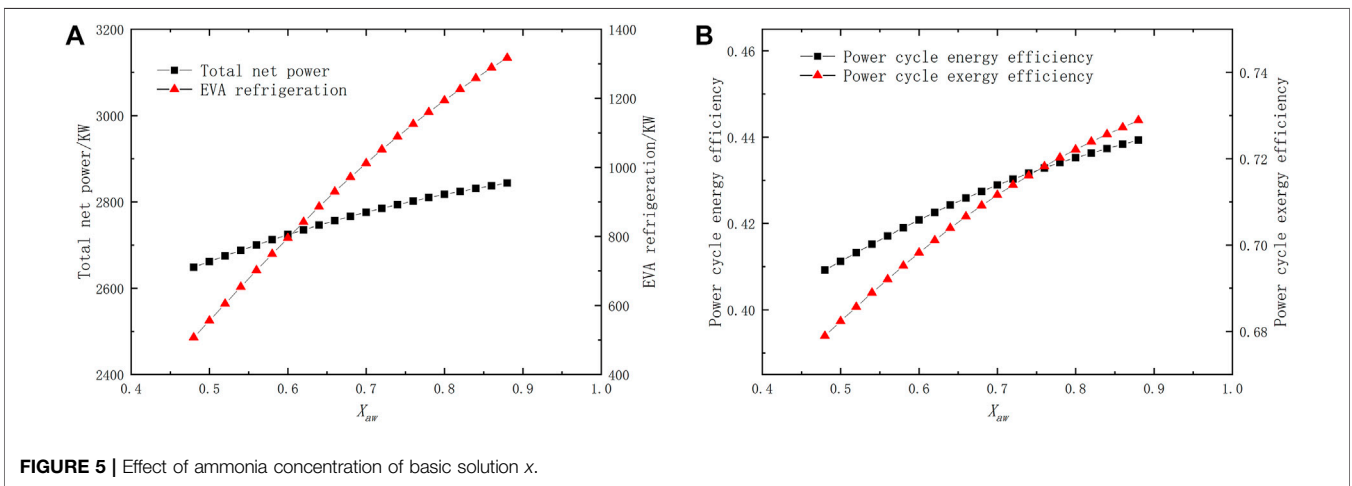 A
Total net power
EVA refrigeration
Total net power/KW
3200
3000
2800
2600
2400
EVA refrigeration/KW
1400
1200
1000
800
600
400
0.4 0.5 0.6 0.7 0.8 0.9 1.0
Xaw
B
Power cycle energy efficiency
Power cycle exergy efficiency
Power cycle energy efficiency
0.46
0.44
0.42
0.40
Power cycle exergy efficiency
0.74
0.72
0.70
0.68
0.4 0.5 0.6 0.7 0.8 0.9 1.0
Xaw
FIGURE 5 | Effect of ammonia concentration of basic solution x.